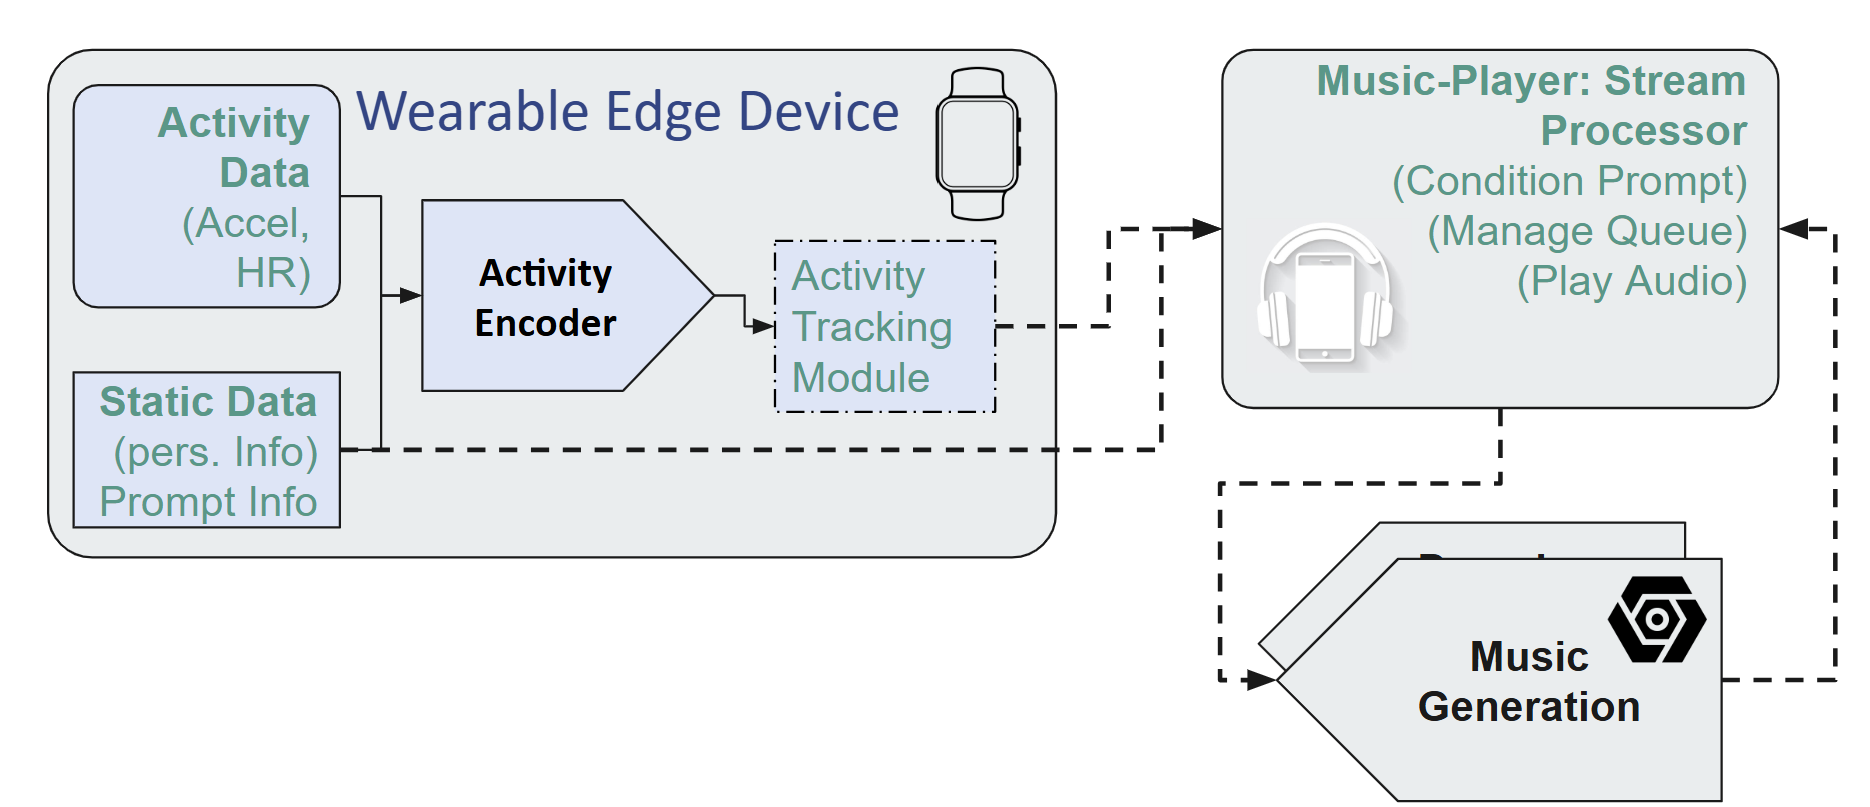 Wearable Edge Device
Activity
Data
(Accel,
HR)
Static Data
(pers. Info)
Prompt Info
Activity
Encoder
Activity
Tracking
Module
Music-Player: Stream
Processor
(Condition Prompt)
(Manage Queue)
(Play Audio)
Music
Generation